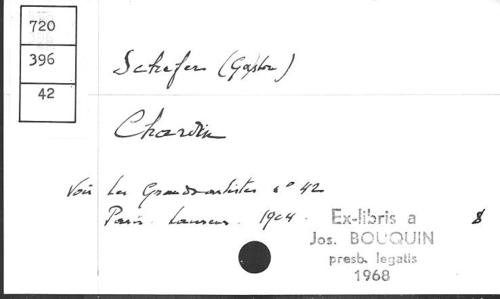 720
396
42
Schefer (Gaston)
Chardin
Voir Les Grands artistes n° 42
Paris. Laurens. 1904. 8
Ex-libris a
Jos. BOUQUIN
presb. legatis
1968